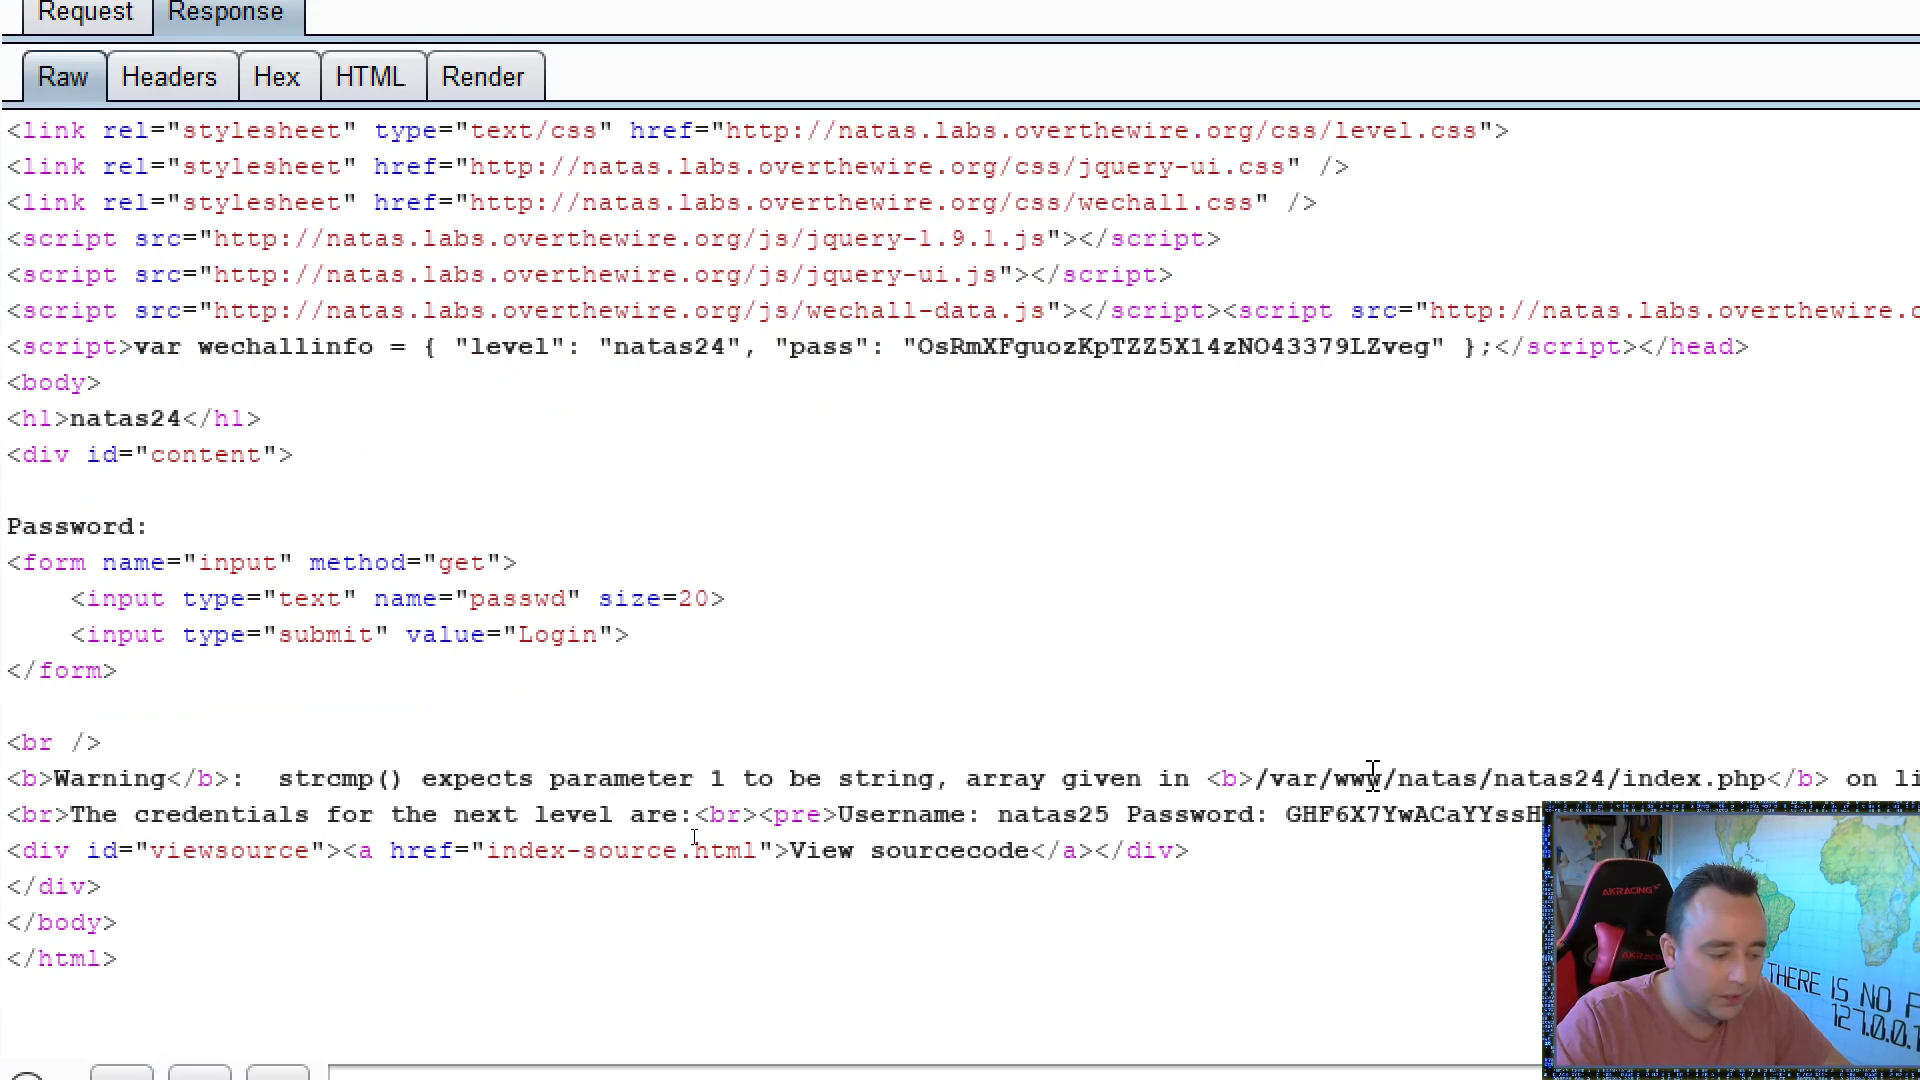 Request Response
Raw Headers Hex HTML Render
<link rel="stylesheet" type="text/css" href="http://natas.labs.overthewire.org/css/level.css">
<link rel="stylesheet" href="http://natas.labs.overthewire.org/css/jquery-ui.css" />
<link rel="stylesheet" href="http://natas.labs.overthewire.org/css/wechall.css" />
<script src="http://natas.labs.overthewire.org/js/jquery-1.9.1.js"></script>
<script src="http://natas.labs.overthewire.org/js/jquery-ui.js"></script>
<script src="http://natas.labs.overthewire.org/js/wechall-data.js"></script><script src="http://natas.labs.overthewire.o
<script>var wechallinfo = { "level": "natas24", "pass": "OsRmXFguozKpTZZ5X14zNO43379LZveg" };</script></head>
<body>
<h1>natas24</h1>
<div id="content">
Password:
<form name="input" method="get">
<input type="text" name="passwd" size=20>
<input type="submit" value="Login">
</form>
<br />
<b>Warning</b>:  strcmp() expects parameter 1 to be string, array given in <b>/var/www/natas/natas24/index.php</b> on li
<br>The credentials for the next level are:<br><pre>Username: natas25 Password: GHF6X7YwACaYYssH
<div id="viewsource"><a href="index-source.html">View sourcecode</a></div>
</div>
</body>
</html>
AKRACING
AKRACING
THERE IS NO
127.0.0.1